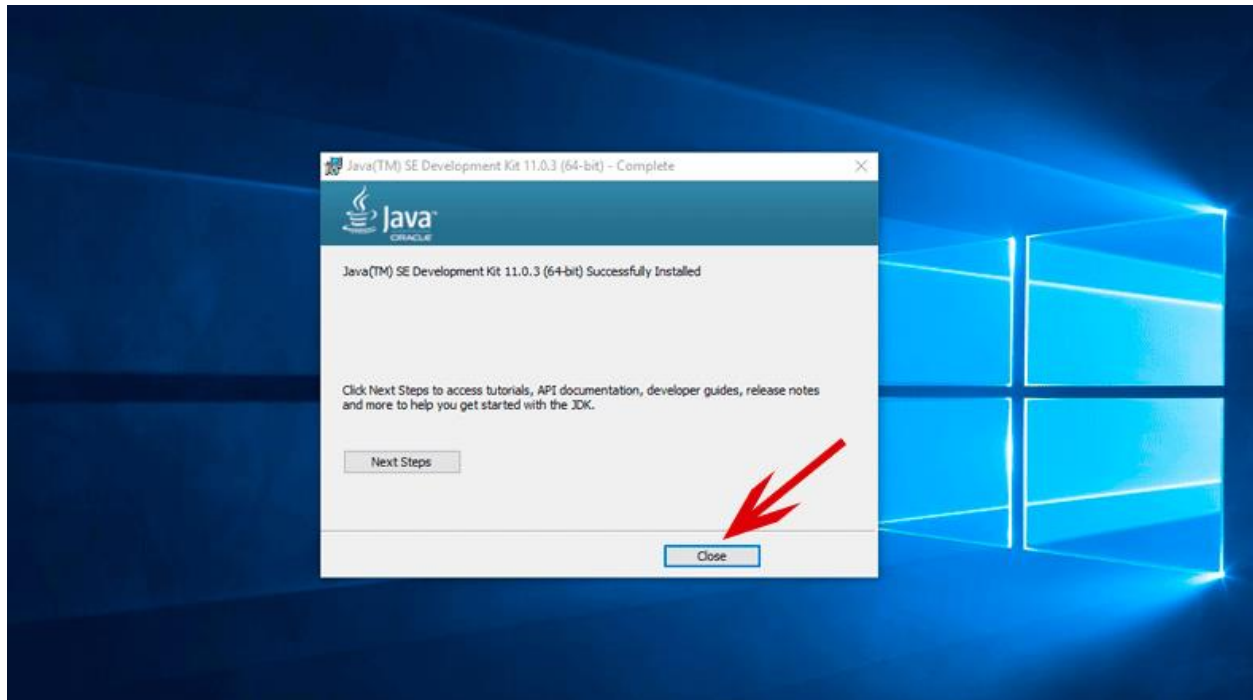 Java(TM) SE Development Kit 11.0.3 (64-bit) - Complete
Java
ORACLE
Java(TM) SE Development Kit 11.0.3 (64-bit) Successfully Installed
Click Next Steps to access tutorials, API documentation, developer guides, release notes
and more to help you get started with the JDK.
Next Steps
Close